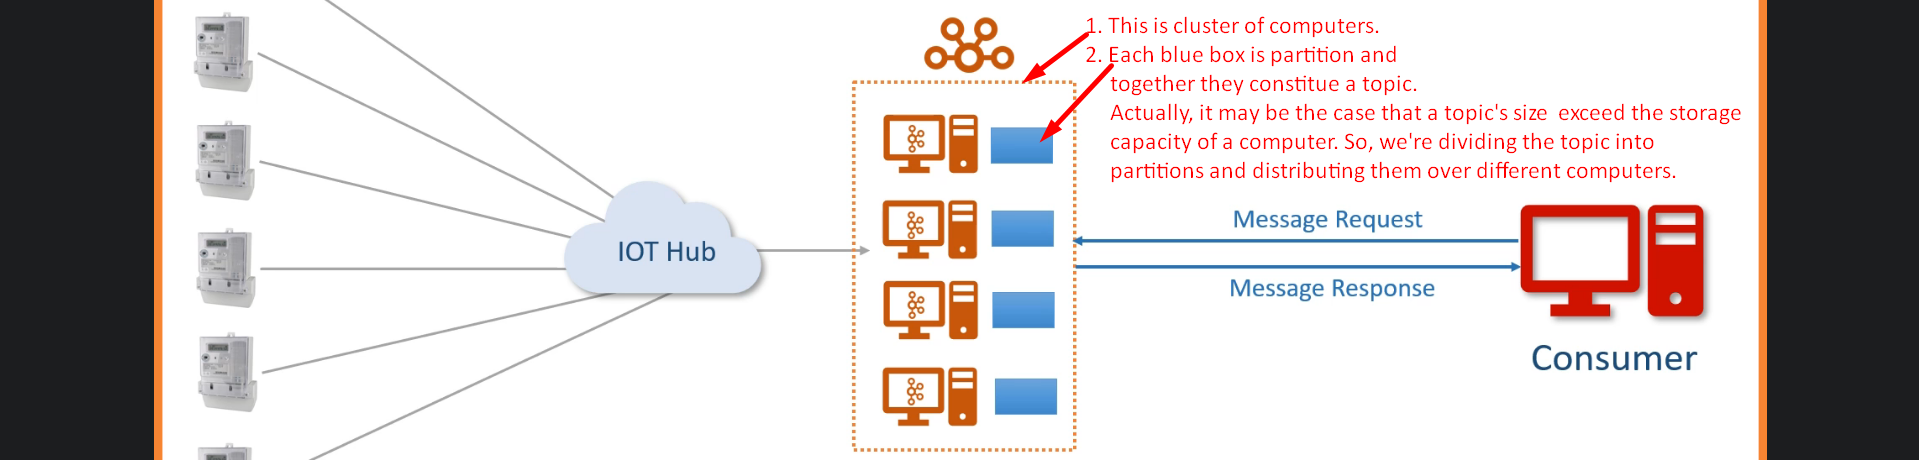 1. This is cluster of computers.
2. Each blue box is partition and
together they constitue a topic.
Actually, it may be the case that a topic's size  exceed the storage
capacity of a computer. So, we're dividing the topic into
partitions and distributing them over different computers.
IOT Hub
Message Request
Message Response
Consumer